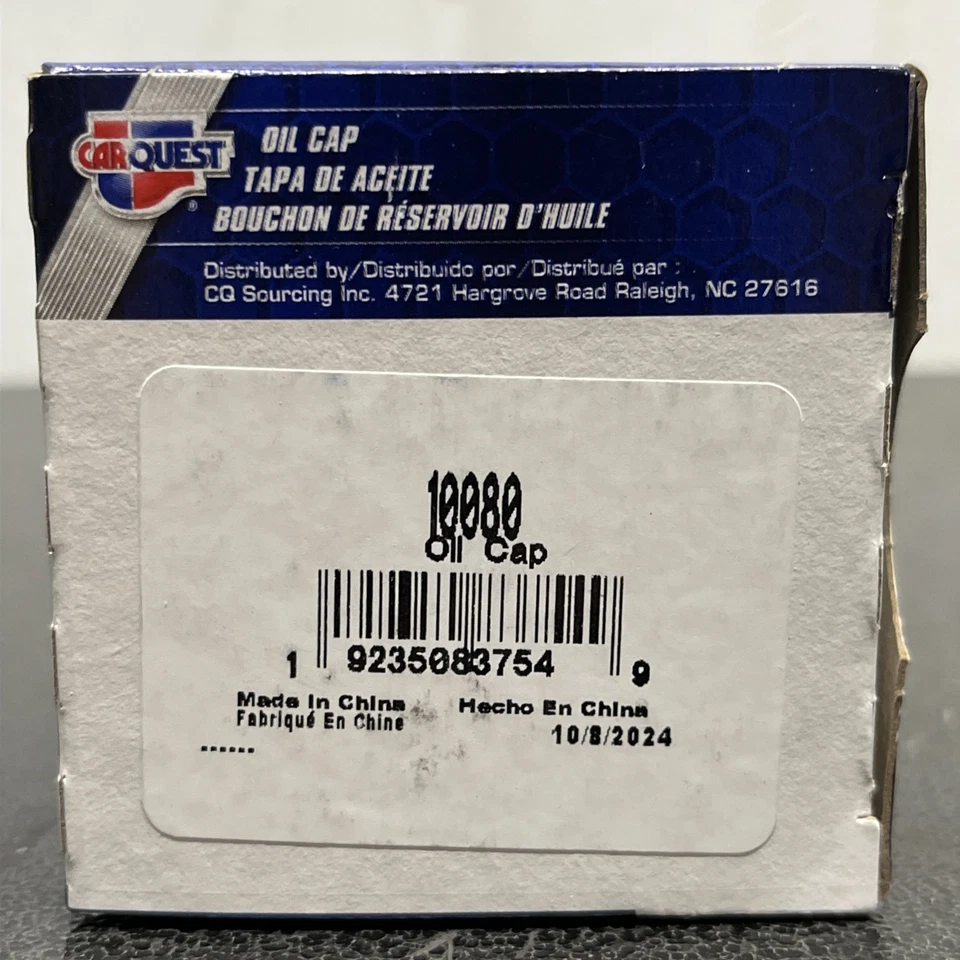 CARQUEST ®
OIL CAP
TAPA DE ACEITE
BOUCHON DE RÉSERVOIR D'HUILE
Distributed by/Distribuido por/Distribué par :
CQ Sourcing Inc. 4721 Hargrove Road Raleigh, NC 27616
10080
Oil Cap
1 9235083754 9
Made In China Hecho En China
Fabriqué En Chine
10/8/2024